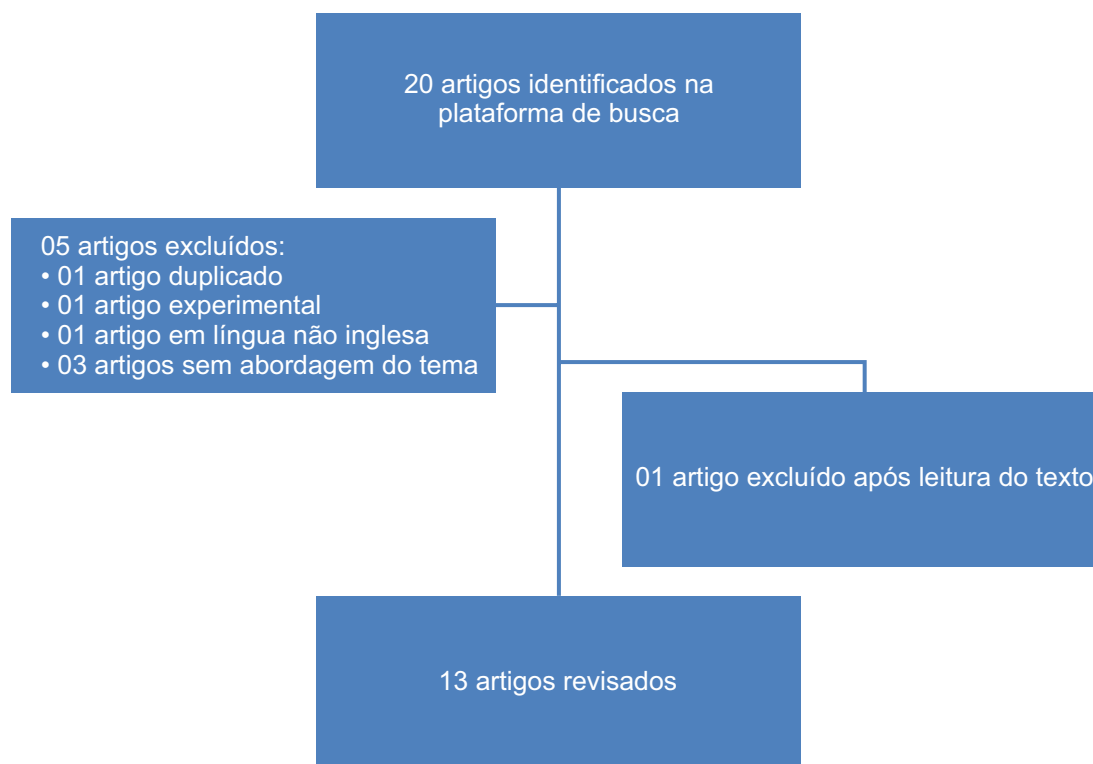 20 artigos identificados na
plataforma de busca
05 artigos excluídos:
• 01 artigo duplicado
• 01 artigo experimental
• 01 artigo em língua não inglesa
• 03 artigos sem abordagem do tema
01 artigo excluído após leitura do texto
13 artigos revisados